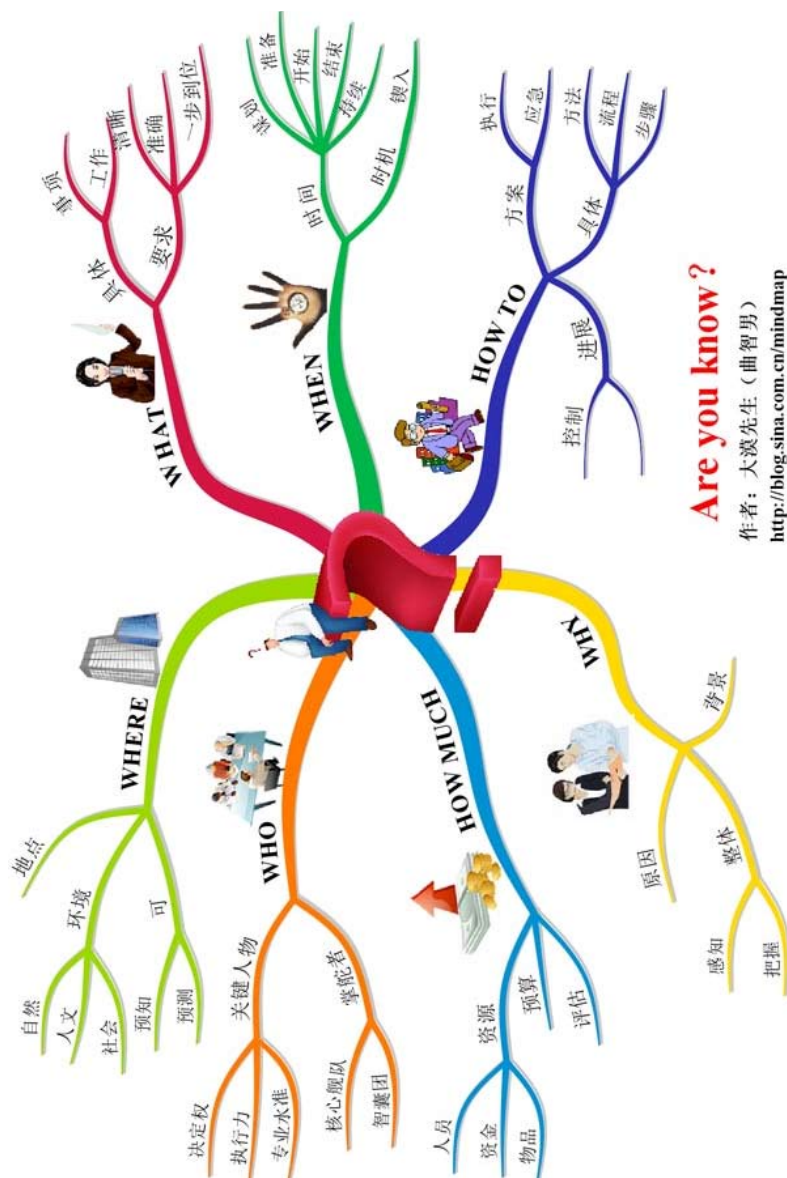 WHAT
具体
事项
工作
要求
清晰
准确
一步到位
WHEN
时间
谋划
准备
开始
结束
持续
时机
锲入
HOW TO
方案
执行
应急
具体
方法
流程
步骤
进展
控制
WHY
背景
原因
整体
感知
把握
HOW MUCH
资源
人员
资金
物品
预算
评估
WHO
关键人物
决定权
执行力
专业水准
掌舵者
核心舰队
智囊团
WHERE
地点
环境
自然
人文
社会
可
预知
预测
?
Are you know?
作者：大漠先生（曲智男）
http://blog.sina.com.cn/mindmap